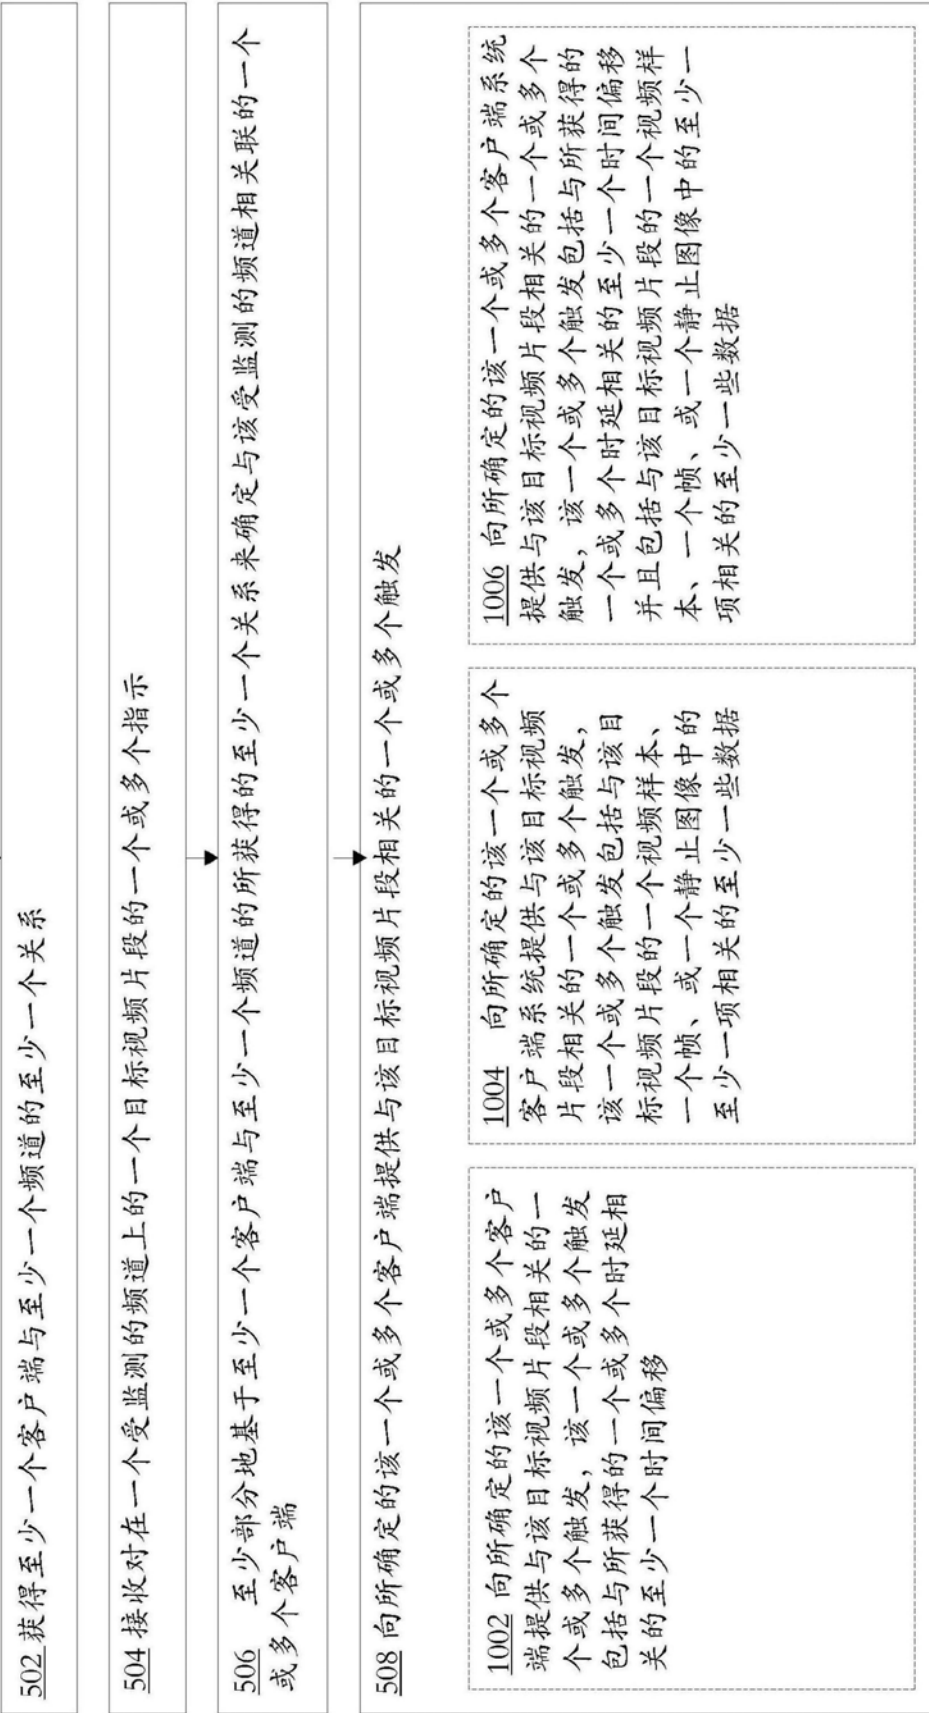 502 获得至少一个客户端与至少一个频道的至少一个关系
504 接收对在一个受监测的频道上的一个目标视频片段的一个或多个指示
506 至少部分地基于至少一个客户端与至少一个频道的所获得的至少一个关系来确定与该受监测的频道相关联的一个
或多个客户端
508 向所确定的该一个或多个客户端提供与该目标视频片段相关的一个或多个触发
1002 向所确定的该一个或多个客户
端提供与该目标视频片段相关的一
个或多个触发，该一个或多个触发
包括与所获得的一个或多个时延相
关的至少一个时间偏移
1004 向所确定的该一个或多个
客户端系统提供与该目标视频
片段相关的一个或多个触发，
该一个或多个触发包括与该目
标视频片段的一个视频样本、
一个帧、或一个静止图像中的
至少一项相关的至少一些数据
1006 向所确定的该一个或多个客户端系统
提供与该目标视频片段相关的一个或多个
触发，该一个或多个触发包括与所获得的
一个或多个时延相关的至少一个时间偏移
并且包括与该目标视频片段的一个视频样
本、一个帧、或一个静止图像中的至少一
项相关的至少一些数据